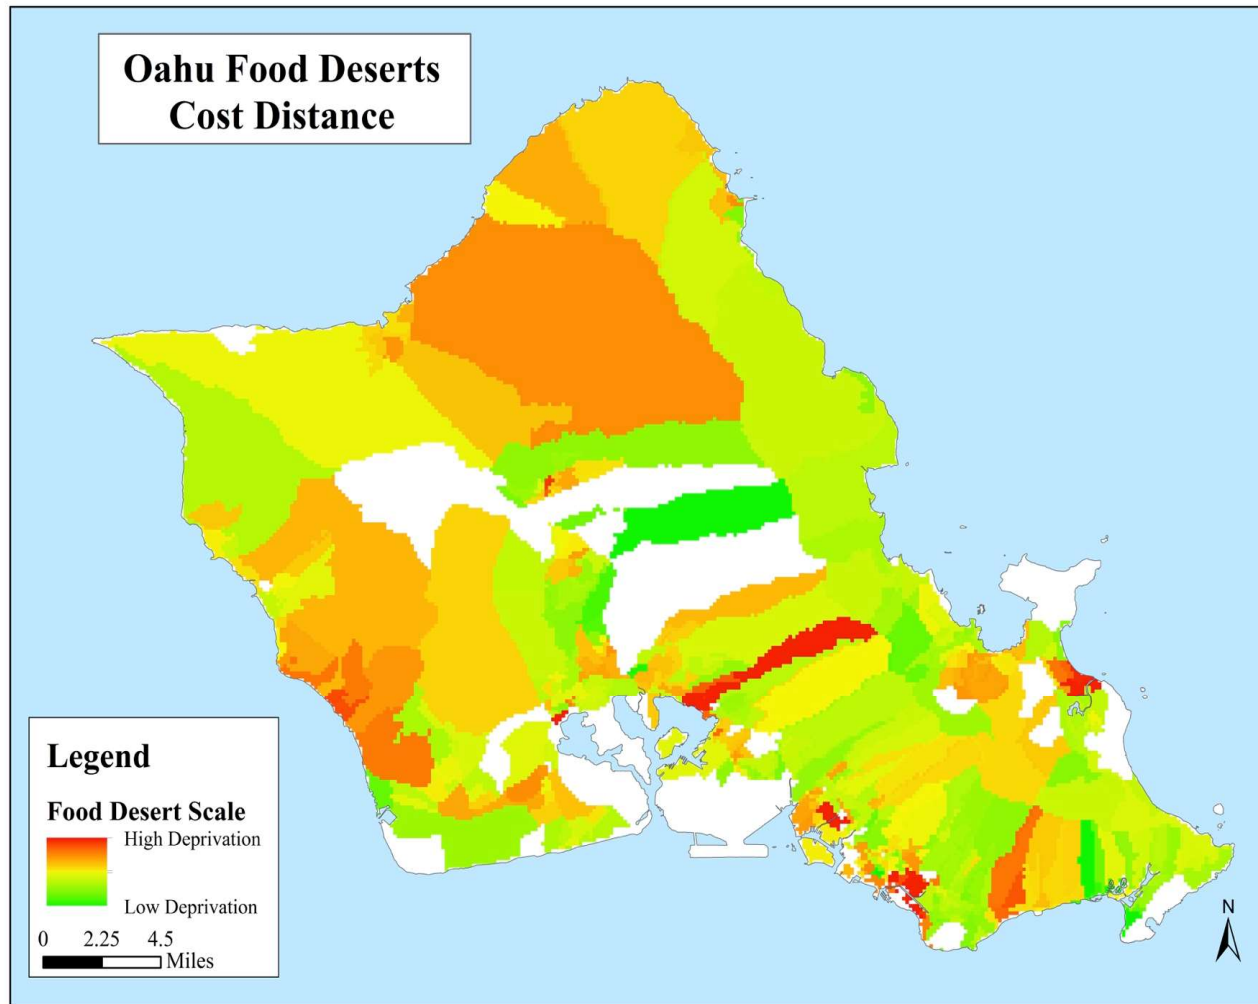 Oahu Food Deserts
Cost Distance
Legend
Food Desert Scale
High Deprivation
Low Deprivation
0 2.25 4.5
Miles
N